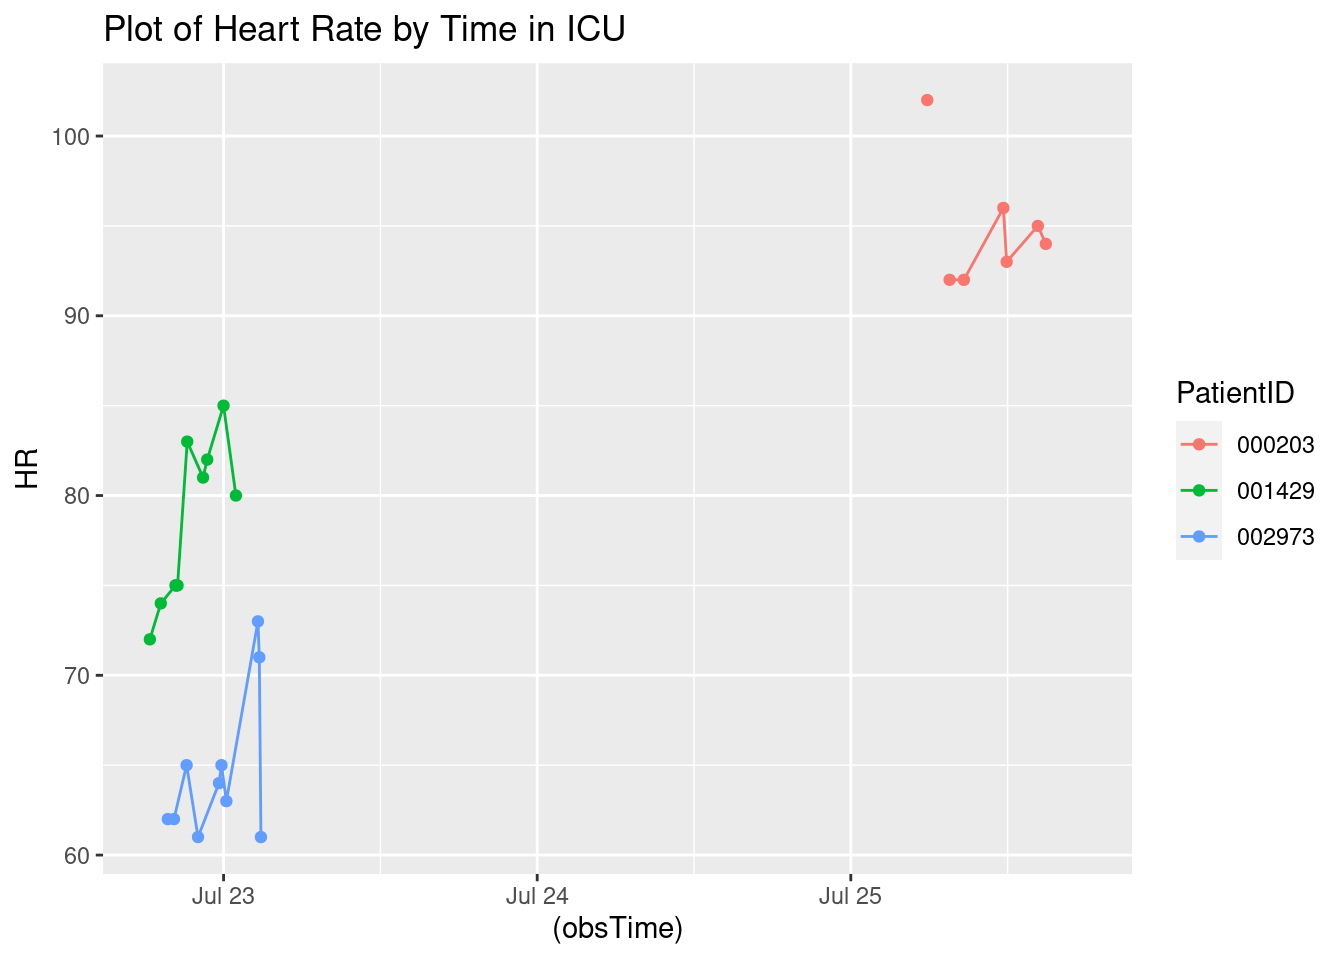 Plot of Heart Rate by Time in ICU
100
90
80
70
60
HR
Jul 23
Jul 24
Jul 25
(obsTime)
PatientID
000203
001429
002973